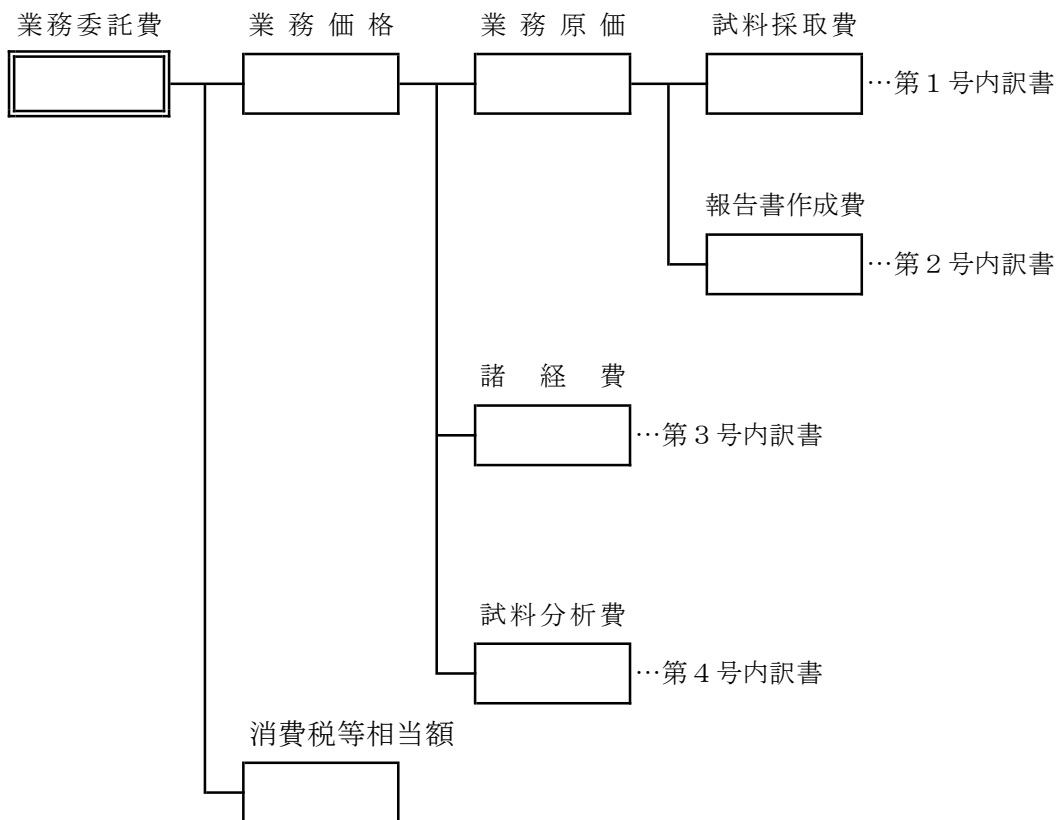 業務委託費 業務価格 業務原価 試料採取費
…第１号内訳書
報告書作成費
…第２号内訳書
諸経費
…第３号内訳書
試料分析費
…第４号内訳書
消費税等相当額